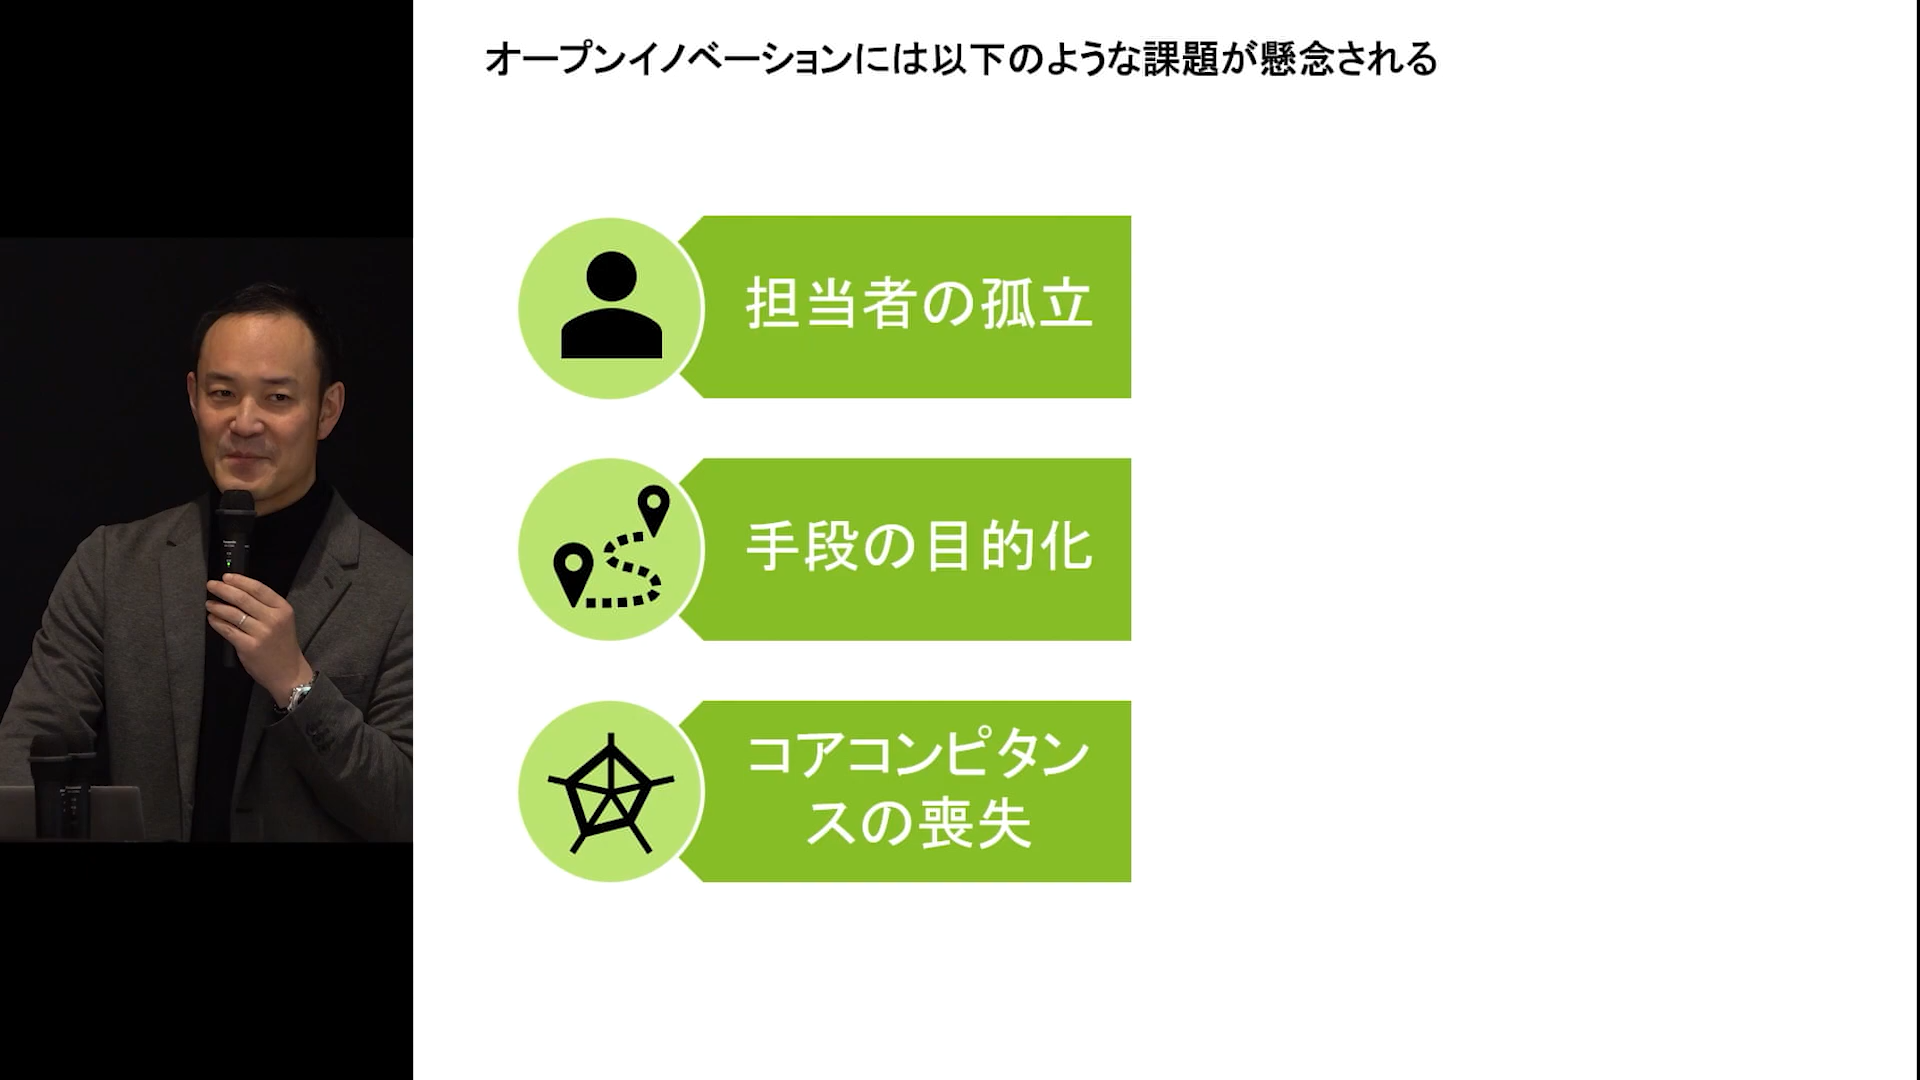 オープンイノベーションには以下のような課題が懸念される
担当者の孤立
手段の目的化
コアコンピタン
スの喪失